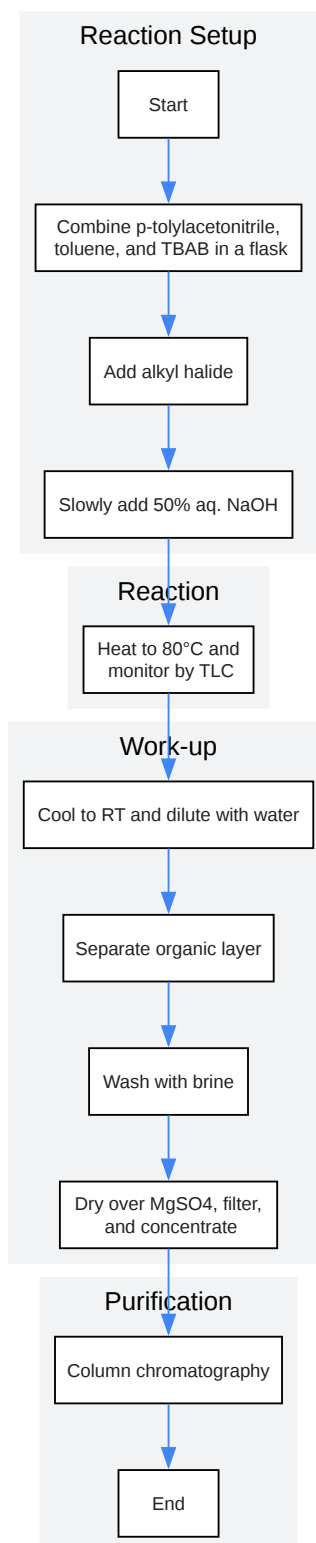 Reaction Setup
Start
Combine p-tolylacetonitrile,
toluene, and TBAB in a flask
Add alkyl halide
Slowly add 50% aq. NaOH
Reaction
Heat to 80°C and
monitor by TLC
Work-up
Cool to RT and dilute with water
Separate organic layer
Wash with brine
Dry over MgSO4, filter,
and concentrate
Purification
Column chromatography
End